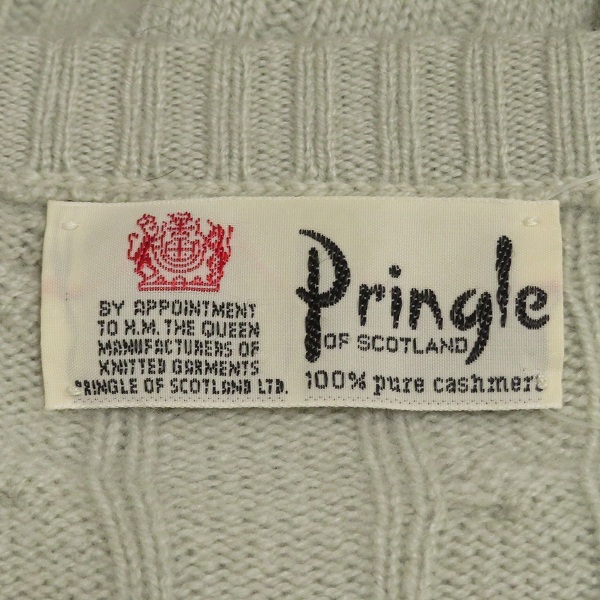 BY APPOINTMENT
TO H.M. THE QUEEN
MANUFACTURERS OF
KNITTED GARMENTS
PRINGLE OF SCOTLAND LTD.
Pringle
OF SCOTLAND
100% pure cashmere